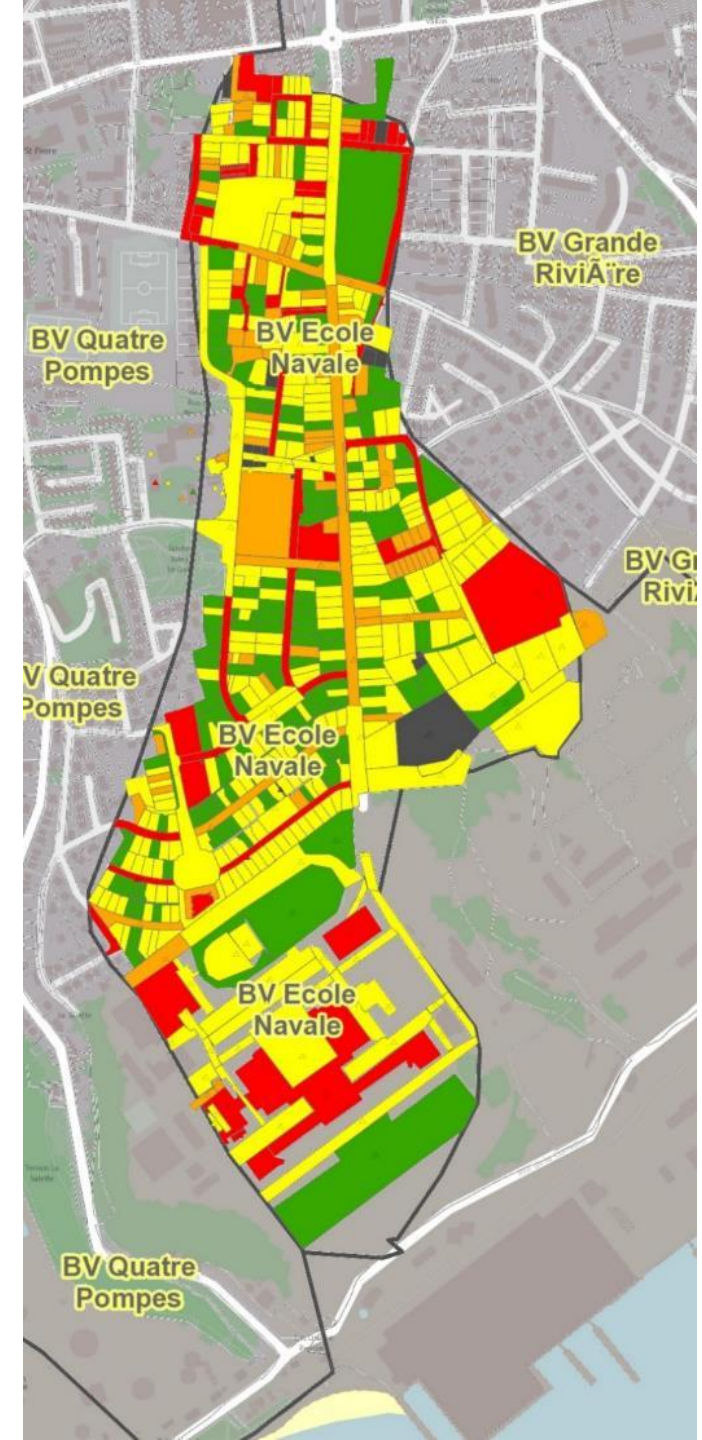 BV Grande
RiviÃ¨re
BV Quatre
Pompes
BV Ecole
Navale
BV Gr
Rivi
V Quatre
Pompes
BV Ecole
Navale
BV Ecole
Navale
BV Quatre
Pompes